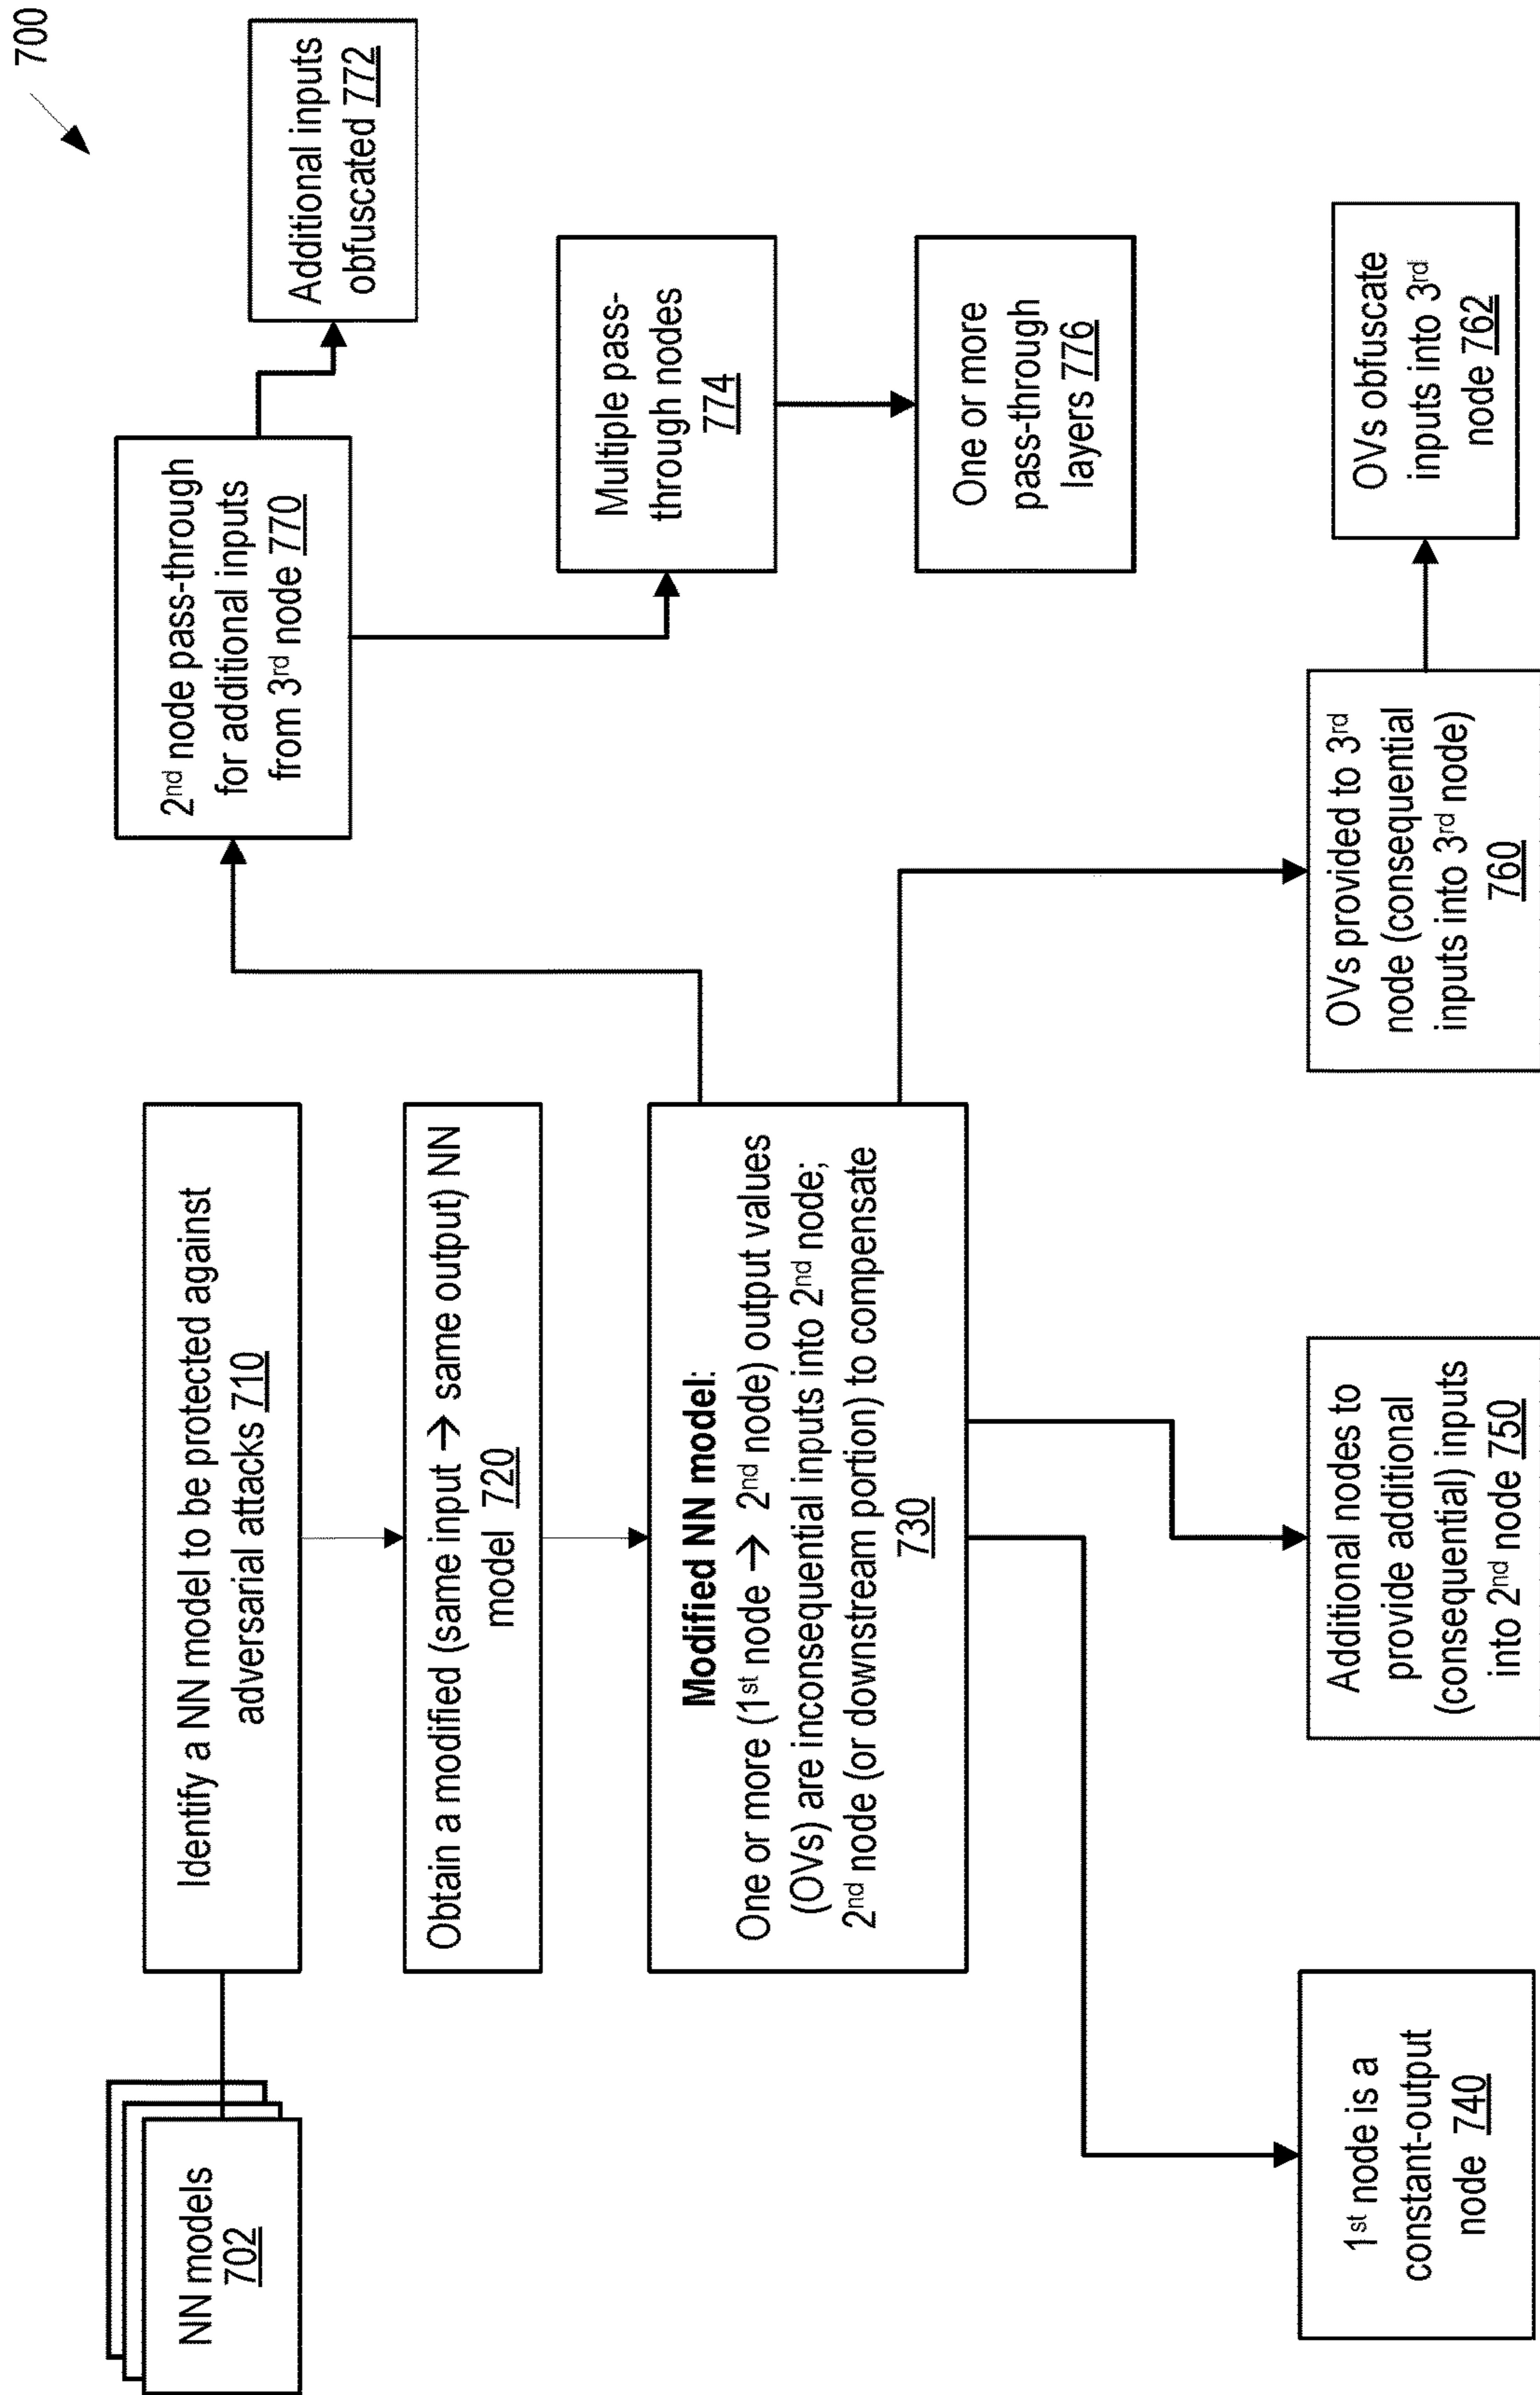 700
NN models
702
Identify a NN model to be protected against
adversarial attacks 710
Obtain a modified (same input → same output) NN
model 720
Modified NN model:
One or more (1st node → 2nd node) output values
(OVs) are inconsequential inputs into 2nd node;
2nd node (or downstream portion) to compensate
730
1st node is a
constant-output
node 740
Additional nodes to
provide additional
(consequential) inputs
into 2nd node 750
OVs provided to 3rd
node (consequential
inputs into 3rd node)
760
OVs obfuscate
inputs into 3rd
node 762
2nd node pass-through
for additional inputs
from 3rd node 770
Additional inputs
obfuscated 772
Multiple pass-
through nodes
774
One or more
pass-through
layers 776